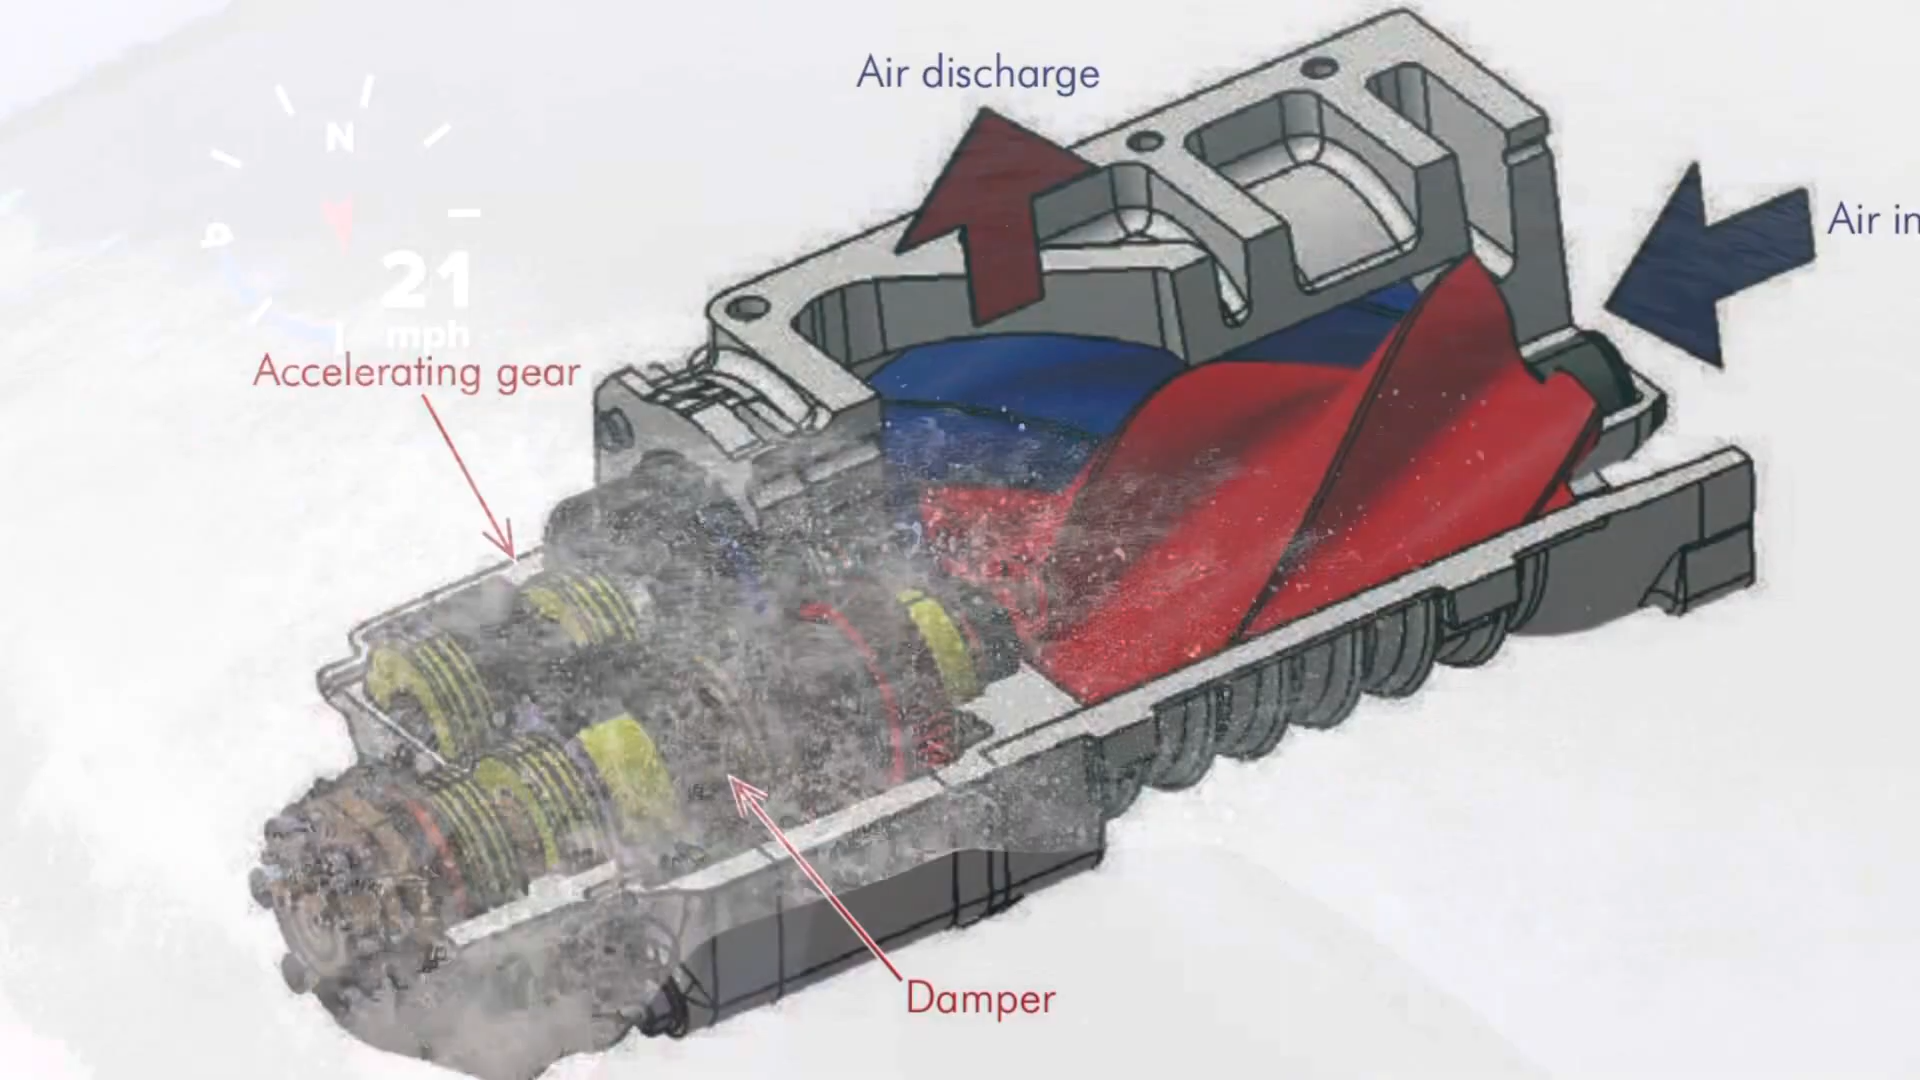 Air discharge
N
Air in
21
mph
Accelerating gear
Damper